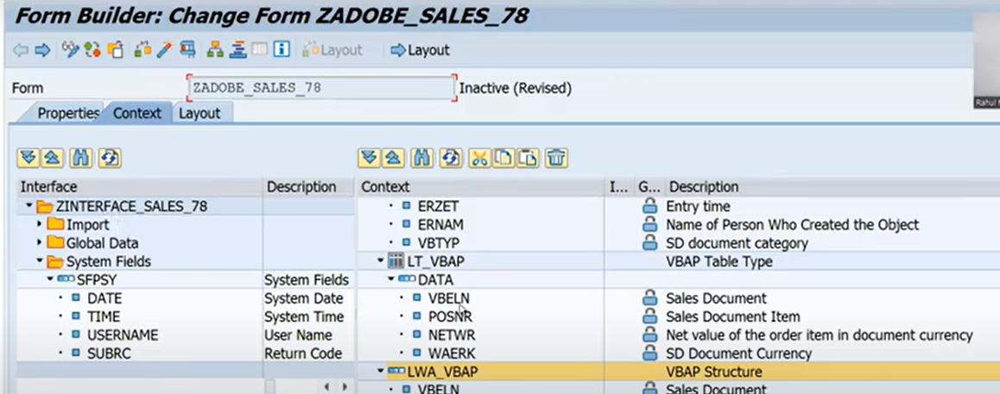 Form Builder: Change Form ZADOBE_SALES_78
Layout Layout
Form ZADOBE_SALES_78 Inactive (Revised)
Properties Context Layout
Interface Description
ZINTERFACE_SALES_78
Import
Global Data
System Fields
SFPSY System Fields
DATE System Date
TIME System Time
USERNAME User Name
SUBRC Return Code
Context I... G... Description
ERZET Entry time
ERNAM Name of Person Who Created the Object
VBTYP SD document category
LT_VBAP VBAP Table Type
DATA
VBELN Sales Document
POSNR Sales Document Item
NETWR Net value of the order item in document currency
WAERK SD Document Currency
LWA_VBAP VBAP Structure
VBELN Sales Document
Rahul